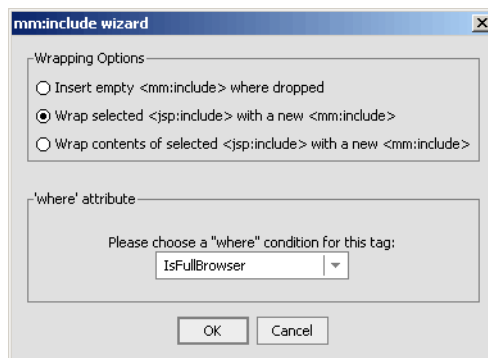 mm:include wizard
Wrapping Options
Insert empty <mm:include> where dropped
Wrap selected <jsp:include> with a new <mm:include>
Wrap contents of selected <jsp:include> with a new <mm:include>
'where' attribute
Please choose a "where" condition for this tag:
IsFullBrowser
OK Cancel